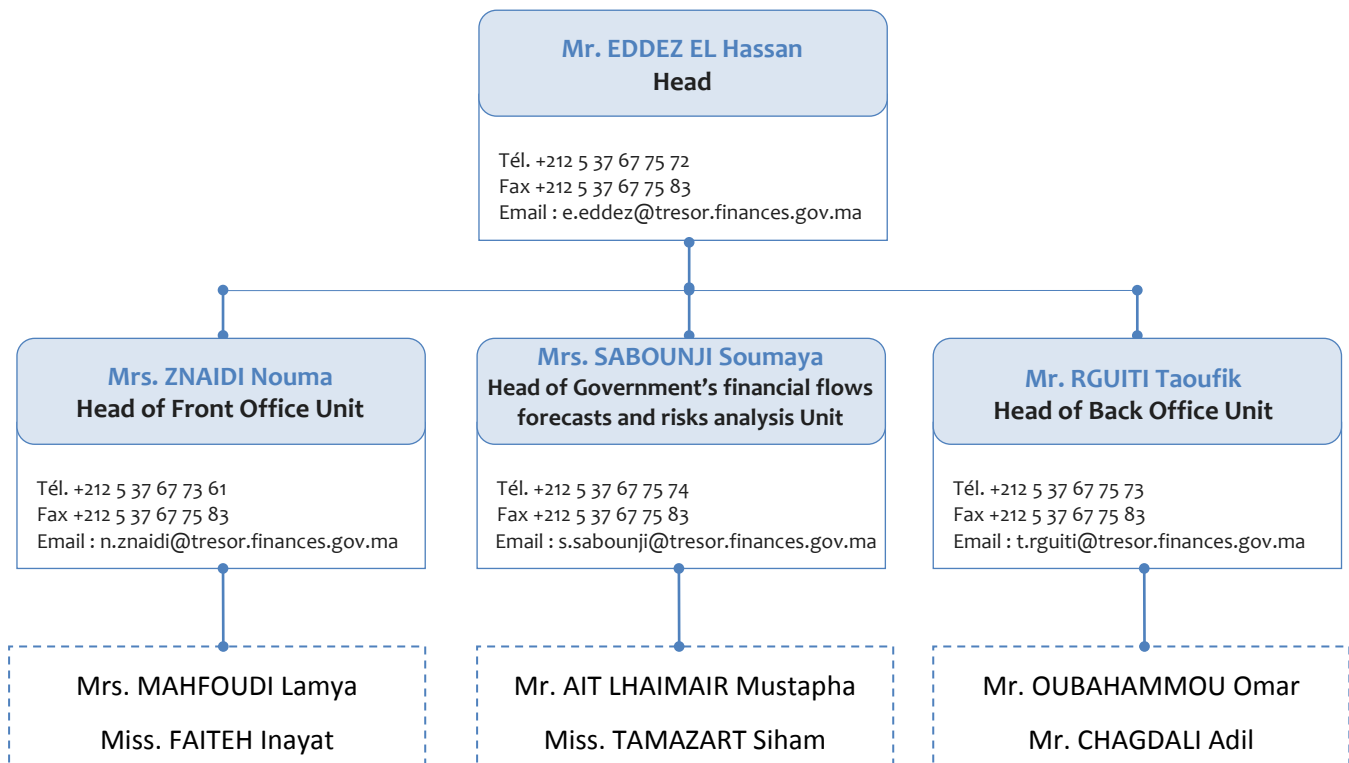 Mr. EDDEZ EL Hassan
Head
Tél. +212 5 37 67 75 72
Fax +212 5 37 67 75 83
Email : e.eddez@tresor.finances.gov.ma
Mrs. ZNAIDI Nouma
Head of Front Office Unit
Tél. +212 5 37 67 73 61
Fax +212 5 37 67 75 83
Email : n.znaidi@tresor.finances.gov.ma
Mrs. SABOUNJI Soumaya
Head of Government’s financial flows
forecasts and risks analysis Unit
Tél. +212 5 37 67 75 74
Fax +212 5 37 67 75 83
Email : s.sabounji@tresor.finances.gov.ma
Mr. RGUITI Taoufik
Head of Back Office Unit
Tél. +212 5 37 67 75 73
Fax +212 5 37 67 75 83
Email : t.rguiti@tresor.finances.gov.ma
Mrs. MAHFOUDI Lamya
Miss. FAITEH Inayat
Mr. AIT LHAIMAIR Mustapha
Miss. TAMAZART Siham
Mr. OUBAHAMMOU Omar
Mr. CHAGDALI Adil